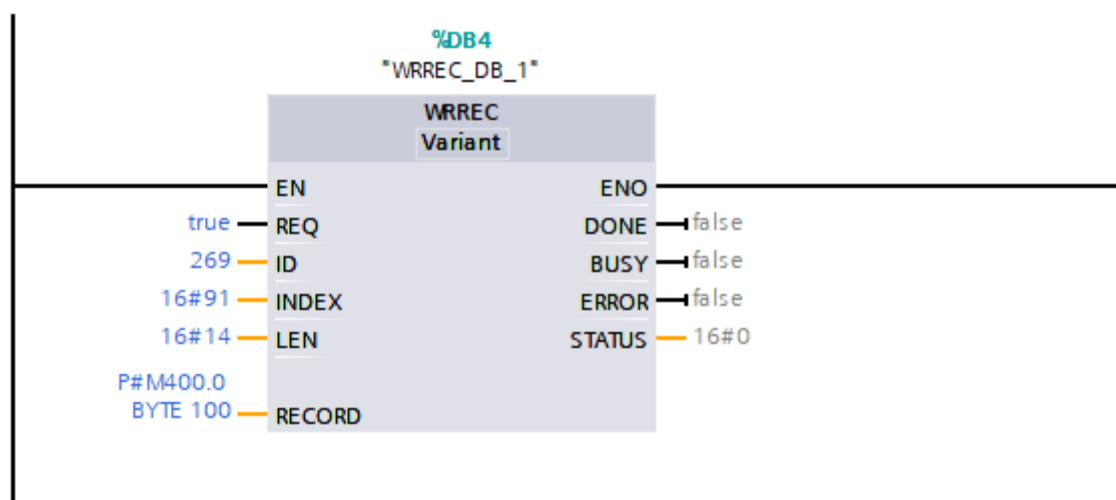 %DB4
"WRREC_DB_1"
WRREC
Variant
EN ENO
true REQ DONE false
269 ID BUSY false
16#91 INDEX ERROR false
16#14 LEN STATUS 16#0
P#M400.0
BYTE 100 RECORD